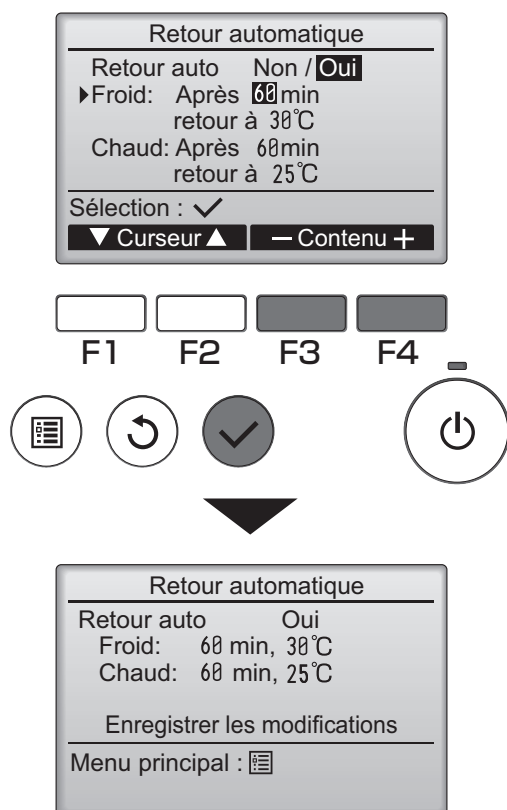 Retour automatique
Retour auto Non / Oui
Froid: Après 60 min
retour à 30°C
Chaud: Après 60min
retour à 25°C
Sélection : ✓
▼ Curseur ▲ — Contenu +
F1 F2 F3 F4
Retour automatique
Retour auto Oui
Froid: 60 min, 30°C
Chaud: 60 min, 25°C
Enregistrer les modifications
Menu principal :